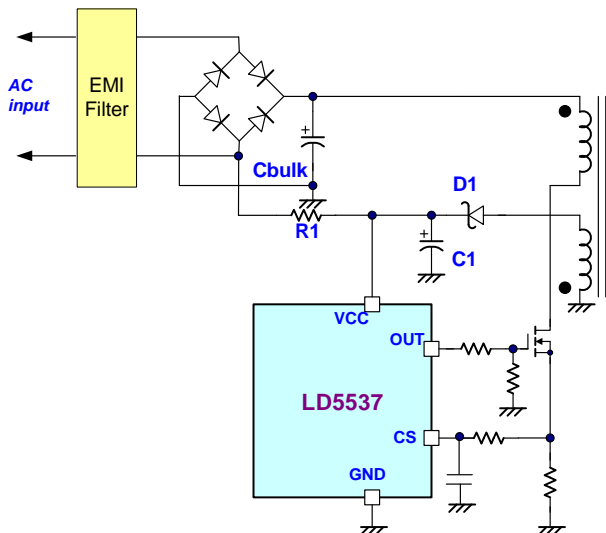 AC
input
EMI
Filter
+
Cbulk
D1
R1
+
C1
VCC
OUT
LD5537
CS
GND